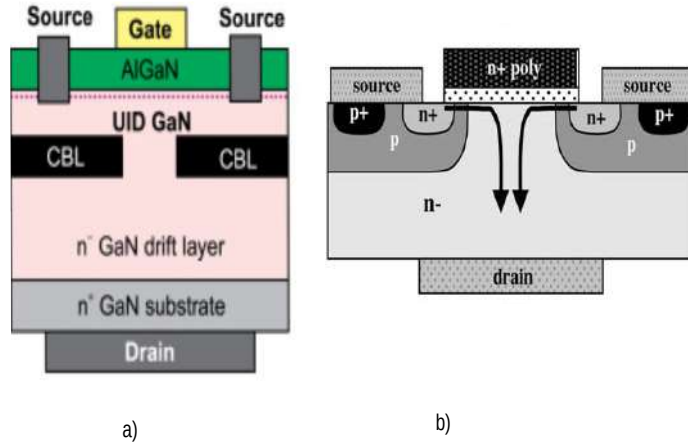 Source
Source
Gate
AlGaN
UID GaN
CBL
CBL
n⁻ GaN drift layer
n⁺ GaN substrate
Drain
a)
n+ poly
source
source
p+
n+
n+
p+
p
p
n-
drain
b)